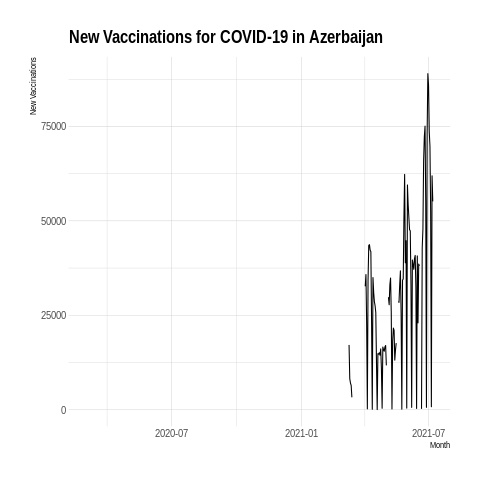 New Vaccinations for COVID-19 in Azerbaijan
New Vaccinations
75000
50000
25000
0
2020-07
2021-01
2021-07
Month